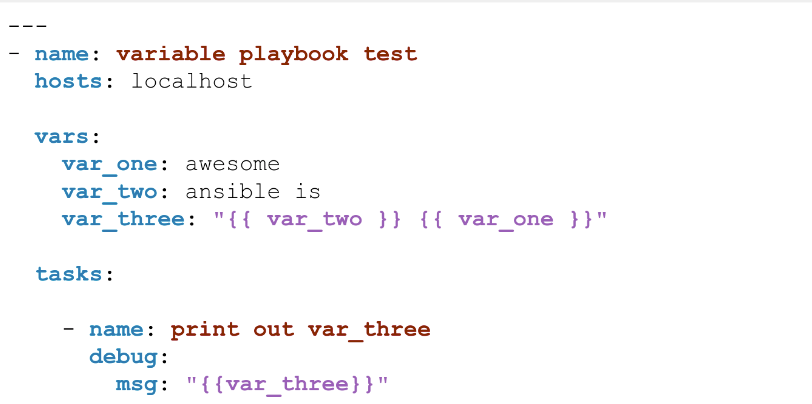 ---
- name: variable playbook test
  hosts: localhost

  vars:
    var_one: awesome
    var_two: ansible is
    var_three: "{{ var_two }} {{ var_one }}"

  tasks:

    - name: print out var_three
      debug:
        msg: "{{var_three}}"